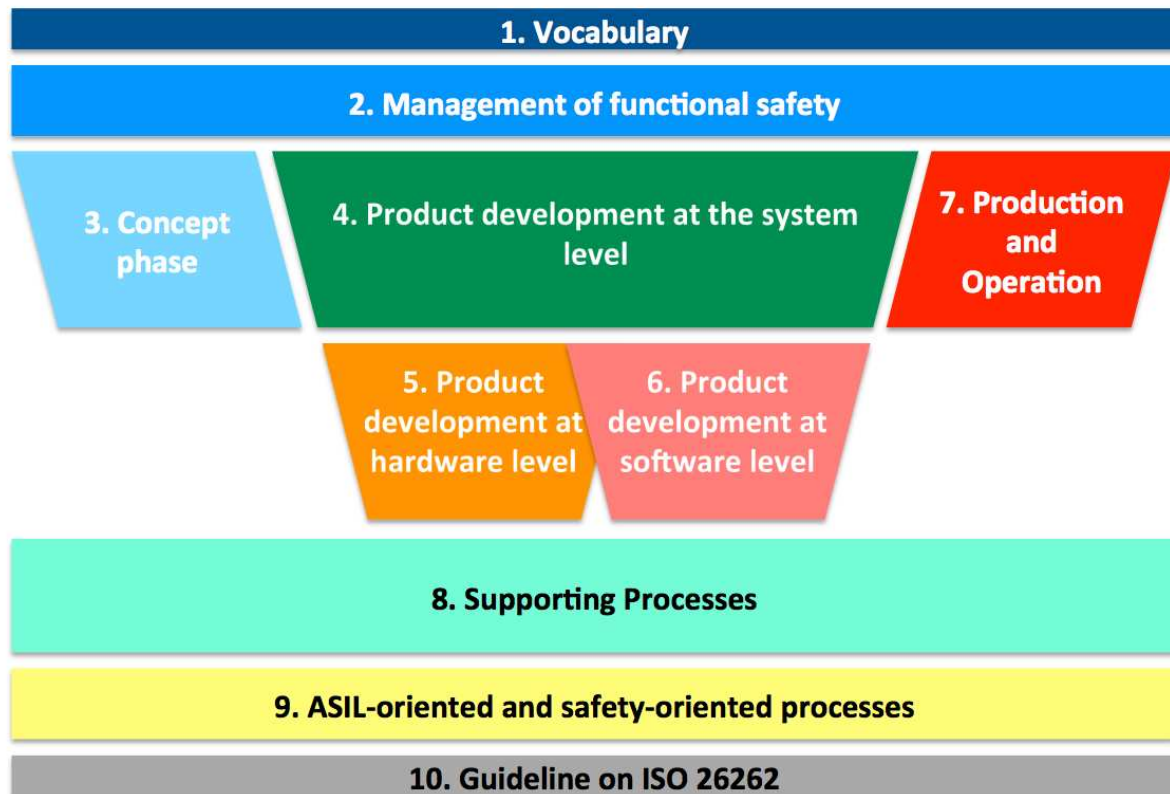 1. Vocabulary
2. Management of functional safety
3. Concept
phase
4. Product development at the system
level
7. Production
and
Operation
5. Product
development at
hardware level
6. Product
development at
software level
8. Supporting Processes
9. ASIL-oriented and safety-oriented processes
10. Guideline on ISO 26262